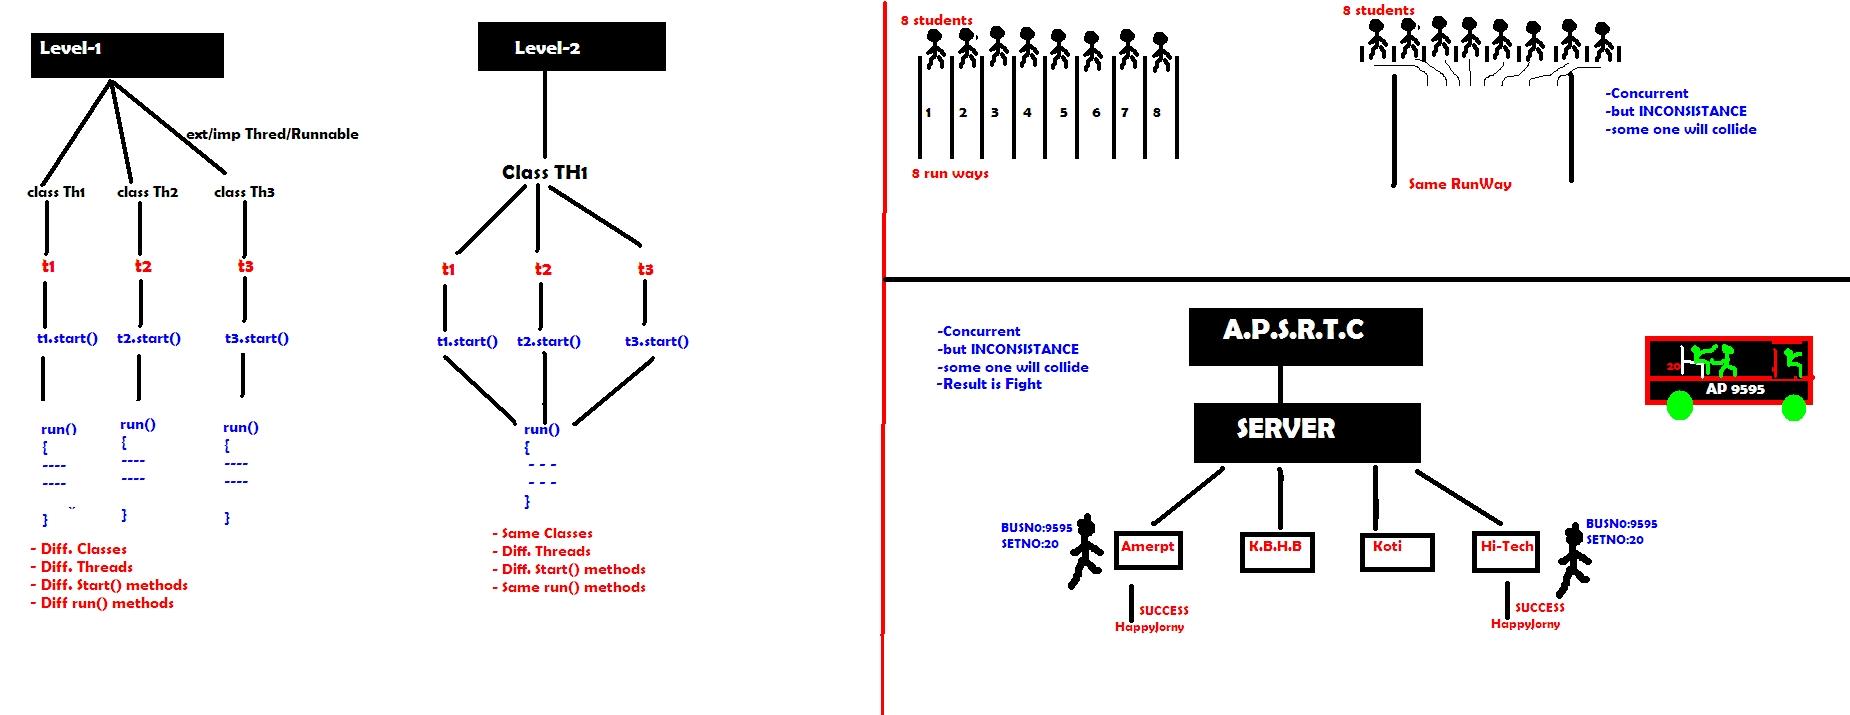 Level-1
ext/imp Thred/Runnable
class Th1 class Th2 class Th3
t1 t2 t3
t1.start() t2.start() t3.start()
run() run() run()
{ { {
---- ---- ----
---- ---- ----
} } }
- Diff. Classes
- Diff. Threads
- Diff. Start() methods
- Diff run() methods
Level-2
Class TH1
t1 t2 t3
t1.start() t2.start() t3.start()
run()
{
- - -
- - -
}
- Same Classes
- Diff. Threads
- Diff. Start() methods
- Same run() methods
8 students
1 2 3 4 5 6 7 8
8 run ways
8 students
-Concurrent
-but INCONSISTANCE
-some one will collide
Same RunWay
-Concurrent
-but INCONSISTANCE
-some one will collide
-Result is Fight
A.P.S.R.T.C
SERVER
20
AP 9595
BUSNO:9595
SETNO:20
Amerpt K.B.H.B Koti Hi-Tech
BUSNO:9595
SETNO:20
SUCCESS
HappyJorny
SUCCESS
HappyJorny